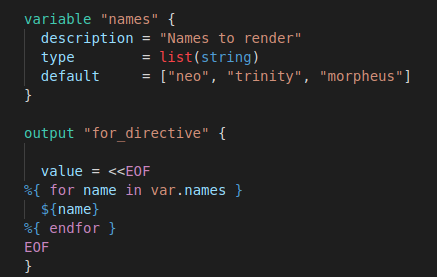 variable "names" {
  description = "Names to render"
  type        = list(string)
  default     = ["neo", "trinity", "morpheus"]
}

output "for_directive" {

  value = <<EOF
%{ for name in var.names }
  ${name}
%{ endfor }
EOF
}